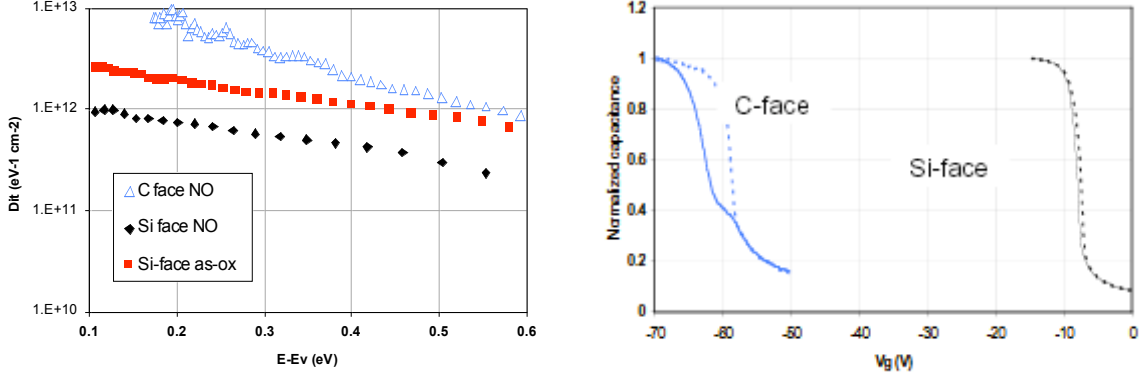 1.E+13
1.E+12
1.E+11
1.E+10
Dit (eV-1 cm-2)
C face NO
Si face NO
Si-face as-ox
0.1 0.2 0.3 0.4 0.5 0.6
E-Ev (eV)
1.2
1
0.8
0.6
0.4
0.2
0
Normalized capacitance
C-face
Si-face
-70 -60 -50 -40 -30 -20 -10 0
Vg (V)